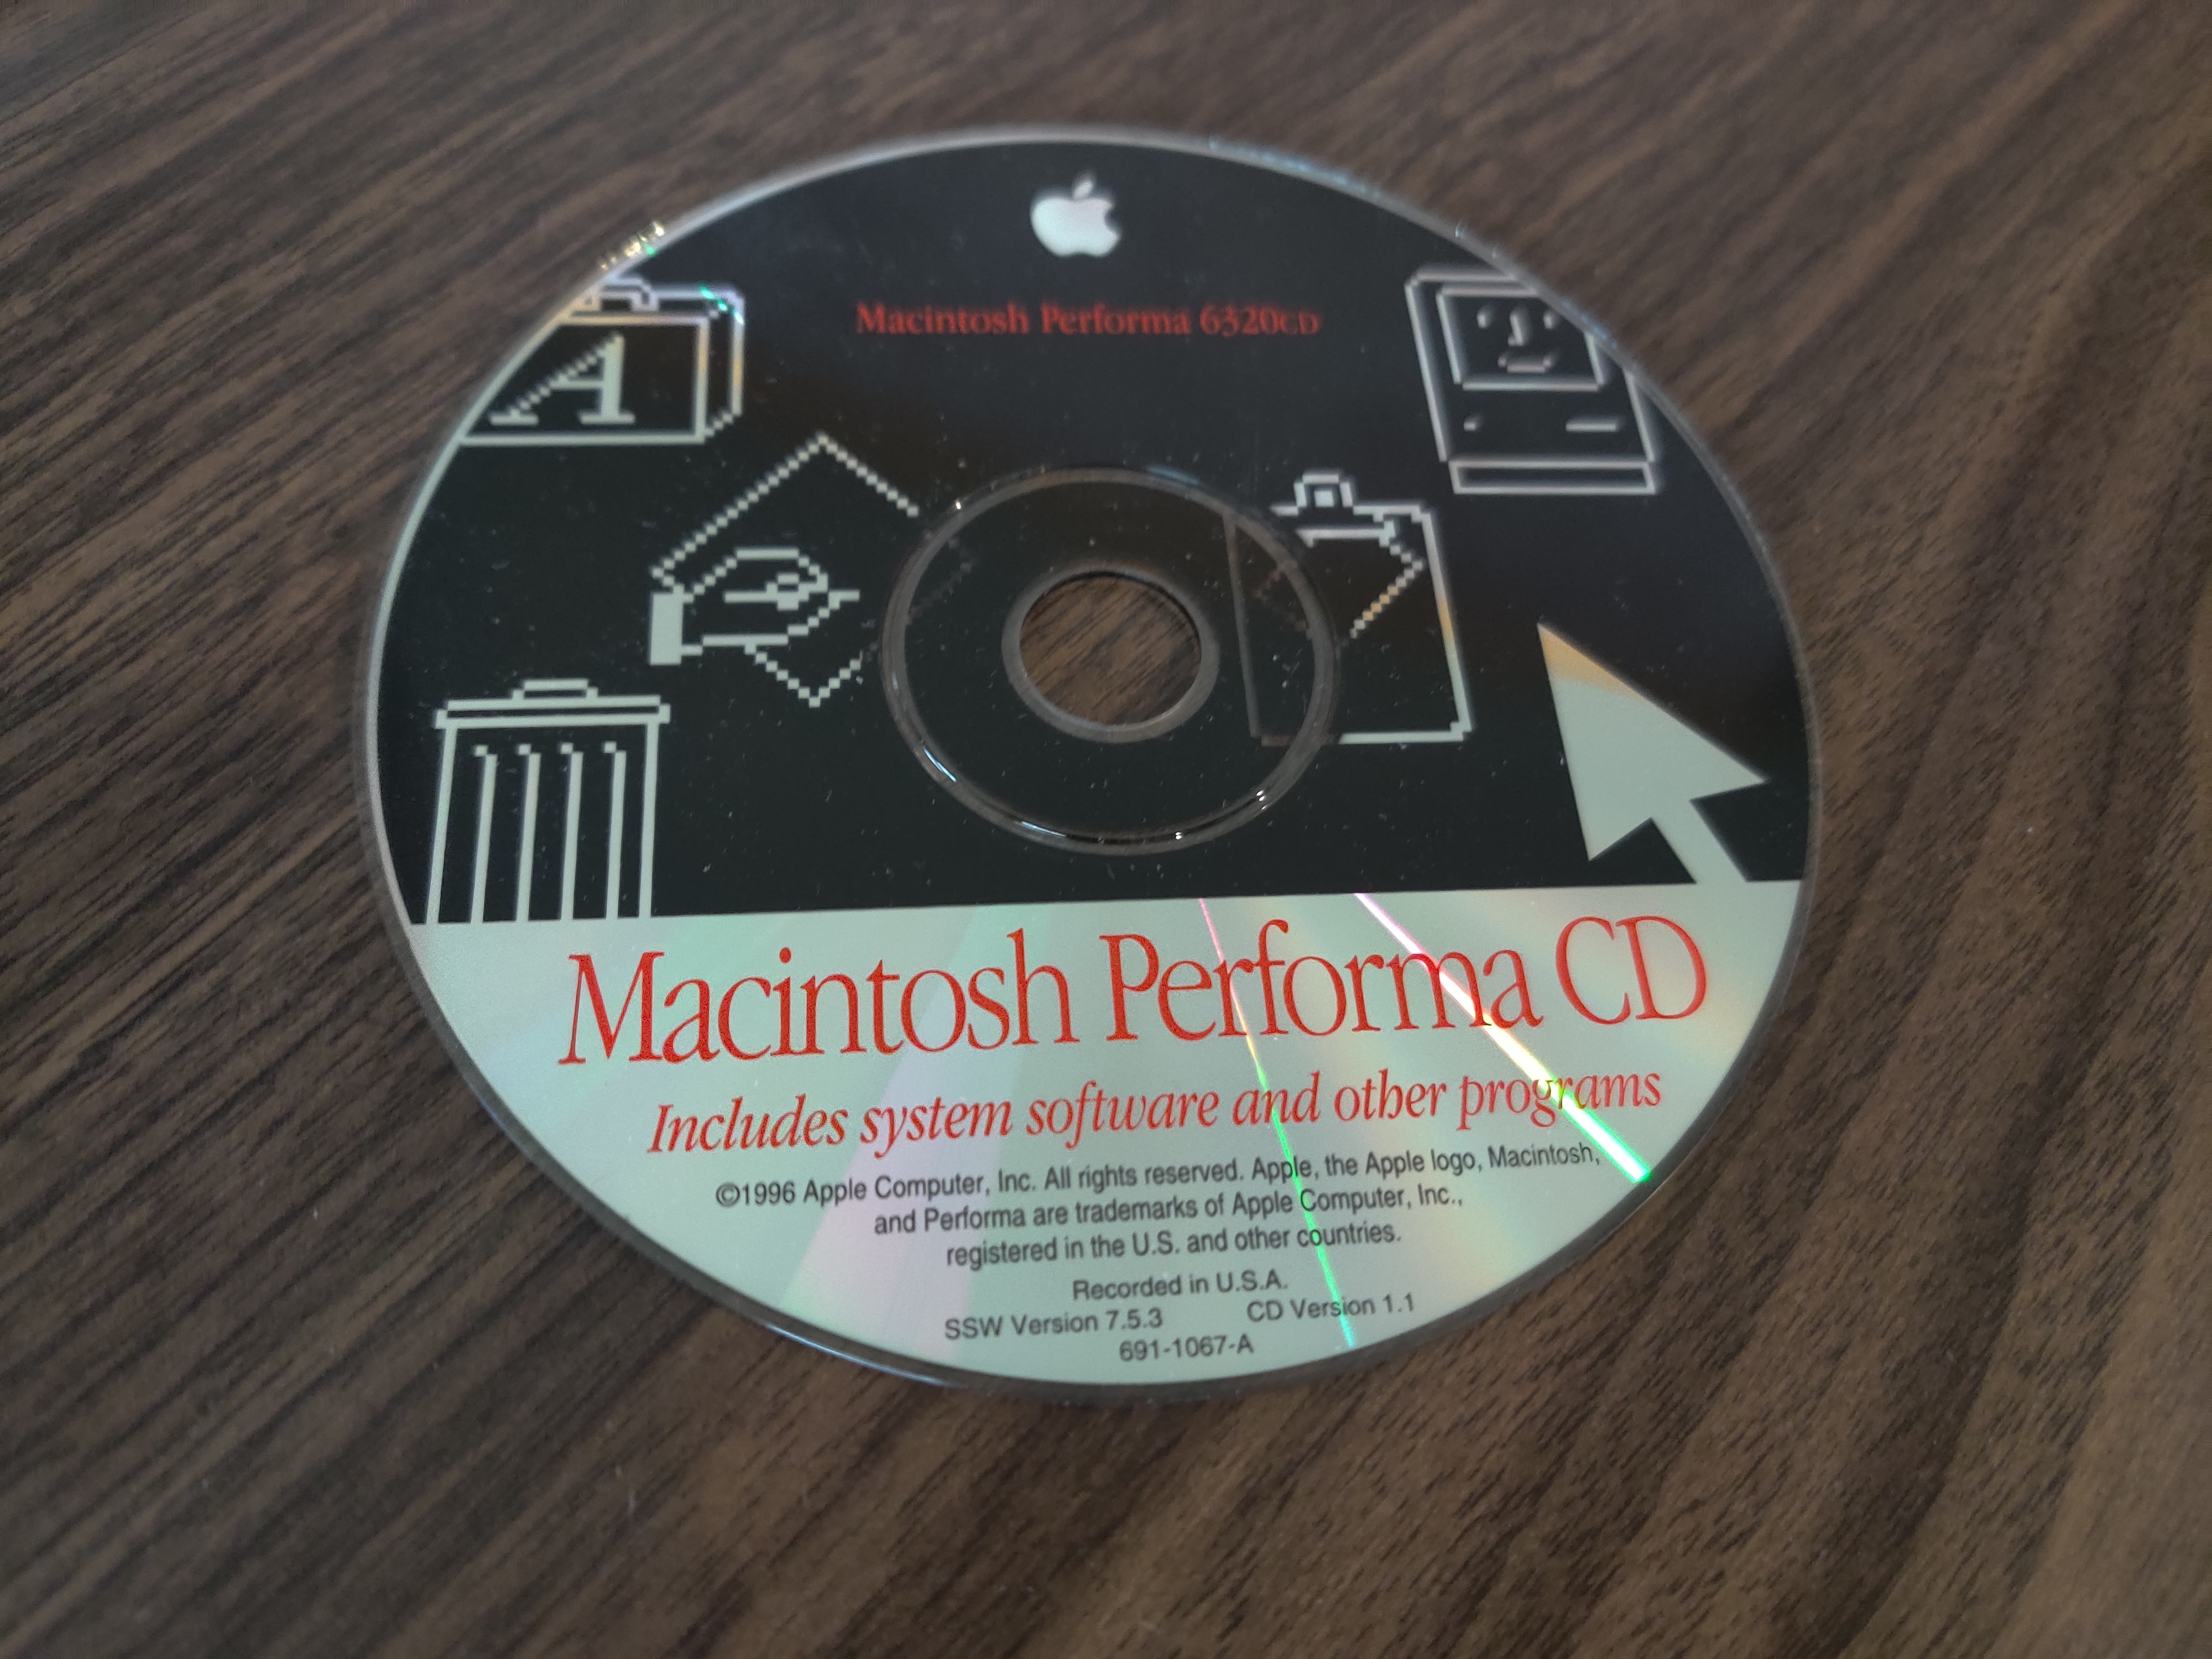 Macintosh Performa 6320CD
A
Macintosh Performa CD
Includes system software and other programs
©1996 Apple Computer, Inc. All rights reserved. Apple, the Apple logo, Macintosh,
and Performa are trademarks of Apple Computer, Inc.,
registered in the U.S. and other countries.
Recorded in U.S.A.
SSW Version 7.5.3 CD Version 1.1
691-1067-A